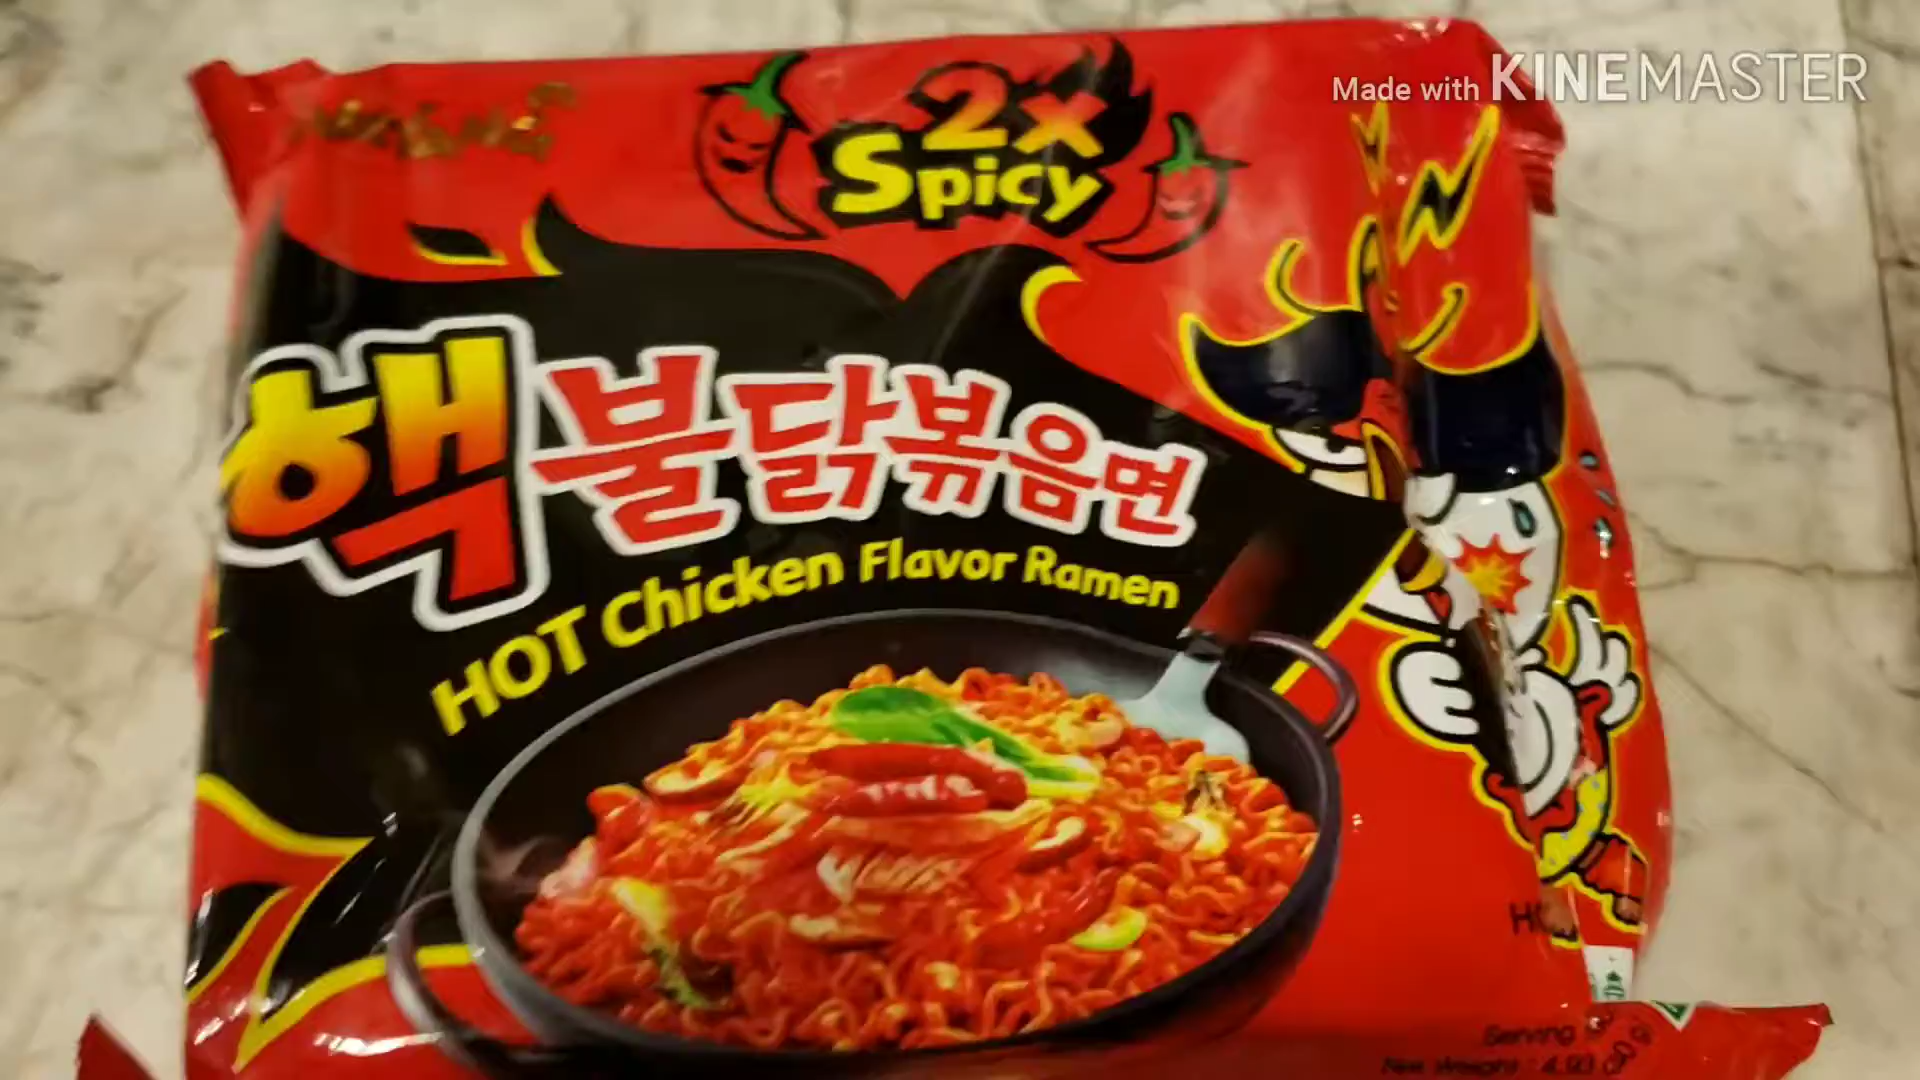 Made with KINEMASTER
2x
Spicy
핵불닭볶음면
HOT Chicken Flavor Ramen